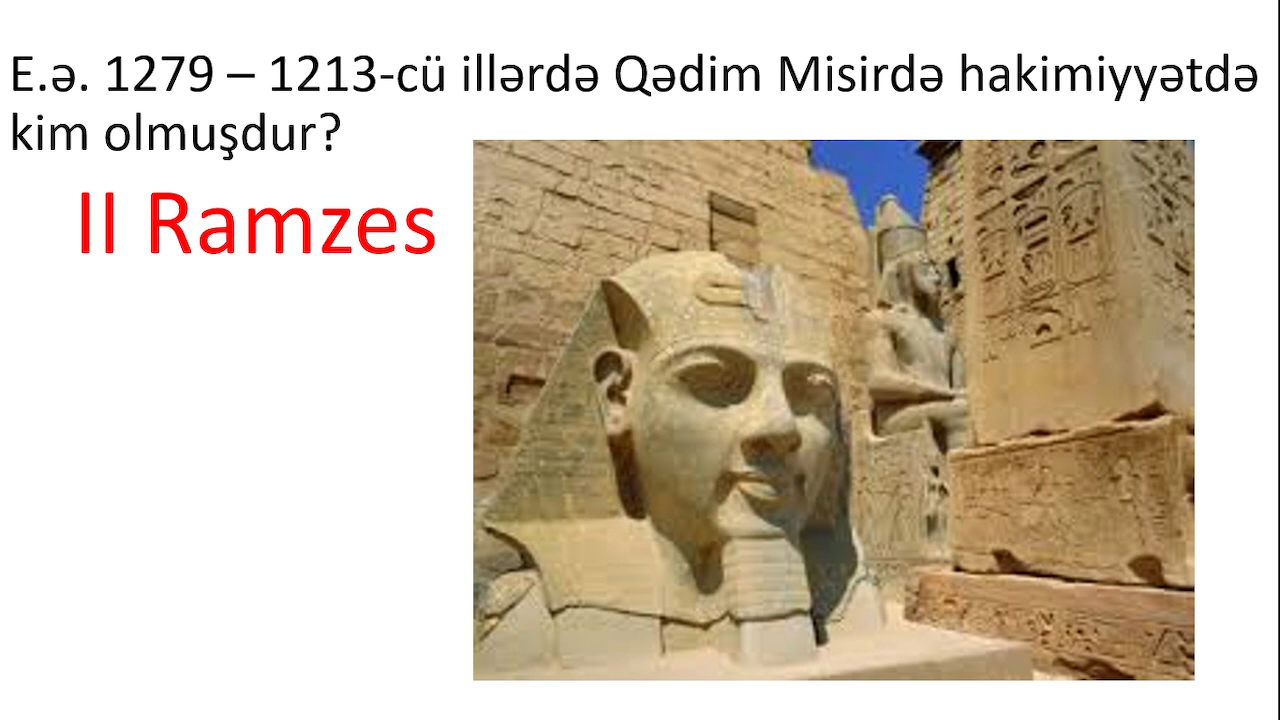 E.ə. 1279 – 1213-cü illərdə Qədim Misirdə hakimiyyətdə
kim olmuşdur?
II Ramzes